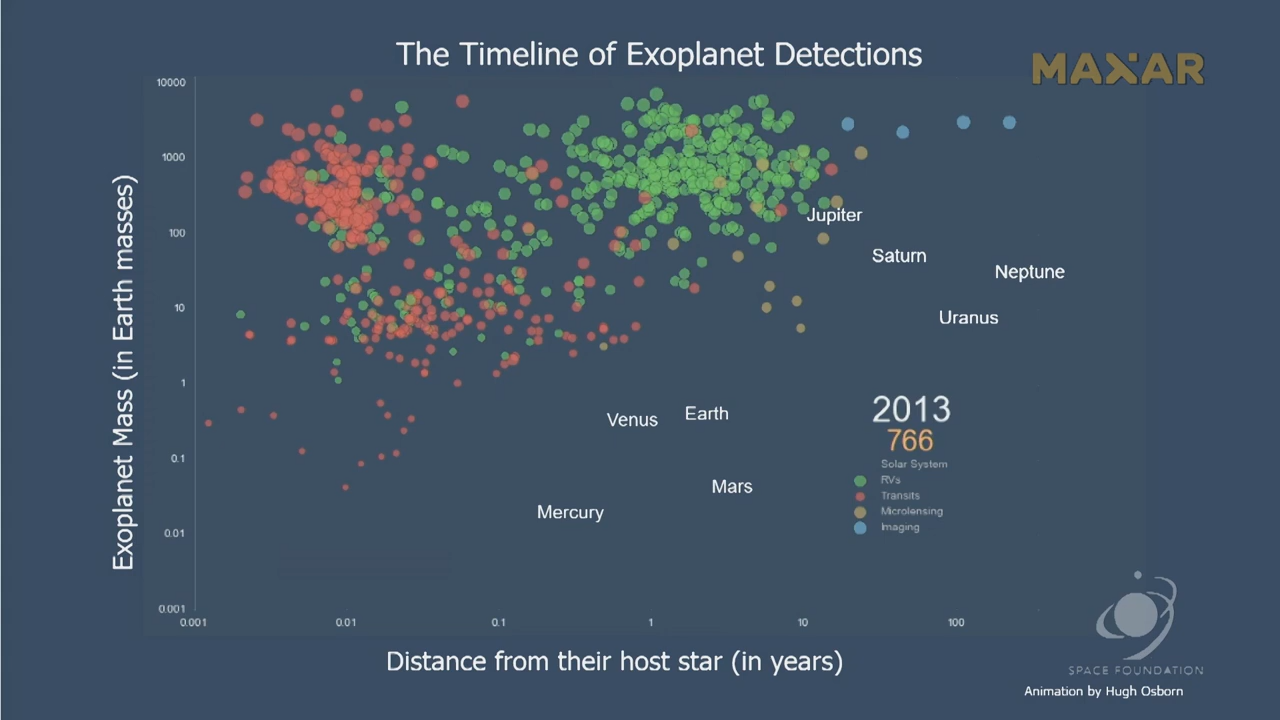 The Timeline of Exoplanet Detections
MAXAR
Exoplanet Mass (in Earth masses)
10000
1000
100
10
1
0.1
0.01
0.001
Jupiter
Saturn
Neptune
Uranus
Venus
Earth
Mars
Mercury
2013
766
Solar System
RVs
Transits
Microlensing
Imaging
0.001
0.01
0.1
1
10
100
Distance from their host star (in years)
SPACE FOUNDATION
Animation by Hugh Osborn